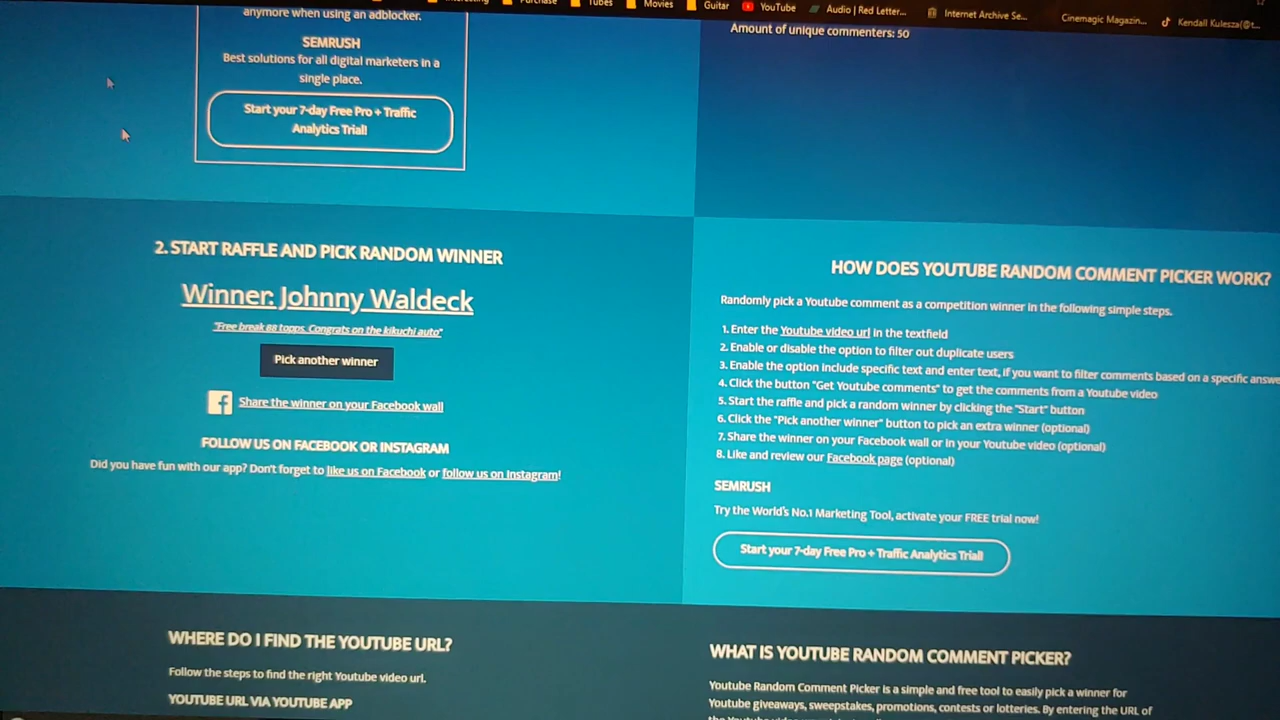 Purchase
Tubes
Movies
Guitar
YouTube
Audio | Red Letter...
Internet Archive Se...
Cinemagic Magazin...
Kendall Kulesza(@t...
anymore when using an adblocker.
SEMRUSH
Best solutions for all digital marketers in a
single place.
Start your 7-day Free Pro + Traffic
Analytics Trial!
Amount of unique commenters: 50
2. START RAFFLE AND PICK RANDOM WINNER
Winner: Johnny Waldeck
"Free break 88 topps. Congrats on the kikuchi auto"
Pick another winner
Share the winner on your Facebook wall
FOLLOW US ON FACEBOOK OR INSTAGRAM
Did you have fun with our app? Don't forget to like us on Facebook or follow us on Instagram!
HOW DOES YOUTUBE RANDOM COMMENT PICKER WORK?
Randomly pick a Youtube comment as a competition winner in the following simple steps.
1. Enter the Youtube video url in the textfield
2. Enable or disable the option to filter out duplicate users
3. Enable the option include specific text and enter text, if you want to filter comments based on a specific answe
4. Click the button "Get Youtube comments" to get the comments from a Youtube video
5. Start the raffle and pick a random winner by clicking the "Start" button
6. Click the "Pick another winner" button to pick an extra winner (optional)
7. Share the winner on your Facebook wall or in your Youtube video (optional)
8. Like and review our Facebook page (optional)
SEMRUSH
Try the World's No.1 Marketing Tool, activate your FREE trial now!
Start your 7-day Free Pro + Traffic Analytics Trial!
WHERE DO I FIND THE YOUTUBE URL?
Follow the steps to find the right Youtube video url.
YOUTUBE URL VIA YOUTUBE APP
WHAT IS YOUTUBE RANDOM COMMENT PICKER?
Youtube Random Comment Picker is a simple and free tool to easily pick a winner for
Youtube giveaways, sweepstakes, promotions, contests or lotteries. By entering the URL of